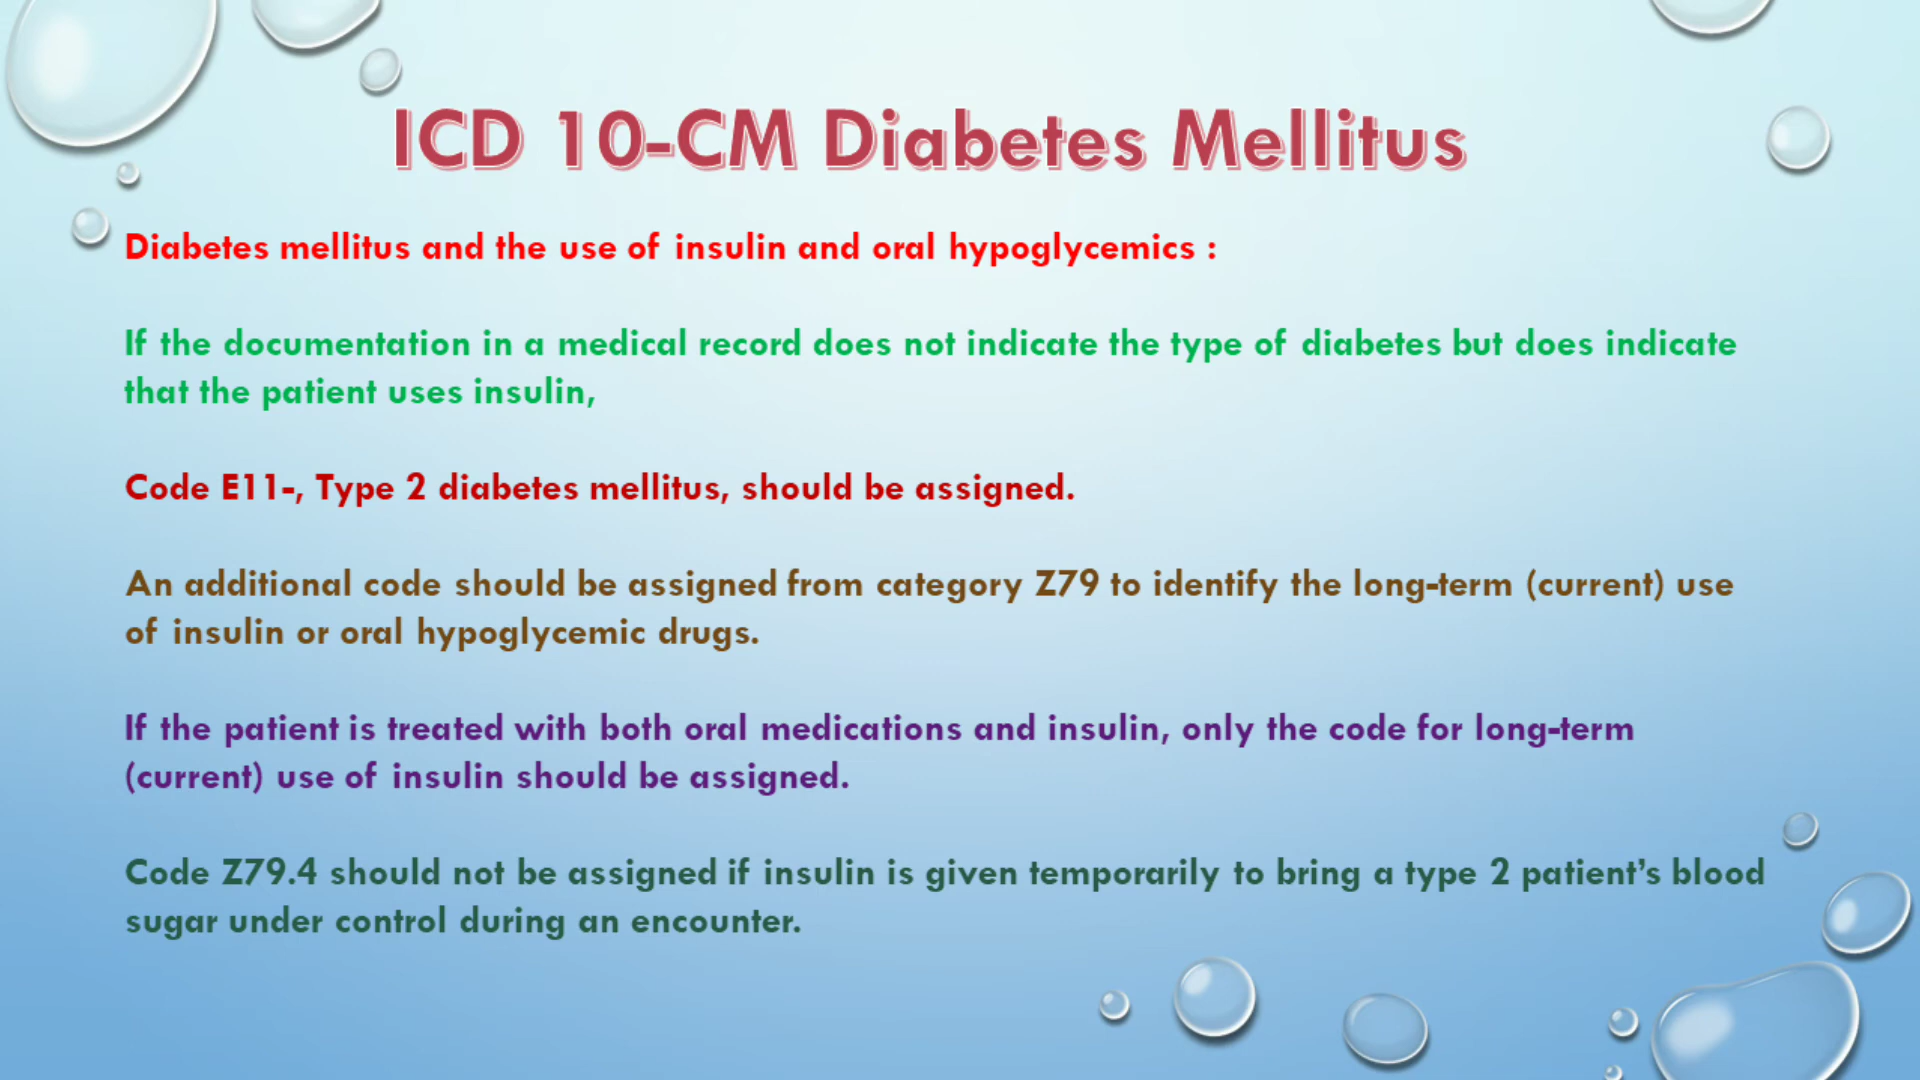 ICD 10-CM Diabetes Mellitus
Diabetes mellitus and the use of insulin and oral hypoglycemics :
If the documentation in a medical record does not indicate the type of diabetes but does indicate
that the patient uses insulin,
Code E11-, Type 2 diabetes mellitus, should be assigned.
An additional code should be assigned from category Z79 to identify the long-term (current) use
of insulin or oral hypoglycemic drugs.
If the patient is treated with both oral medications and insulin, only the code for long-term
(current) use of insulin should be assigned.
Code Z79.4 should not be assigned if insulin is given temporarily to bring a type 2 patient’s blood
sugar under control during an encounter.